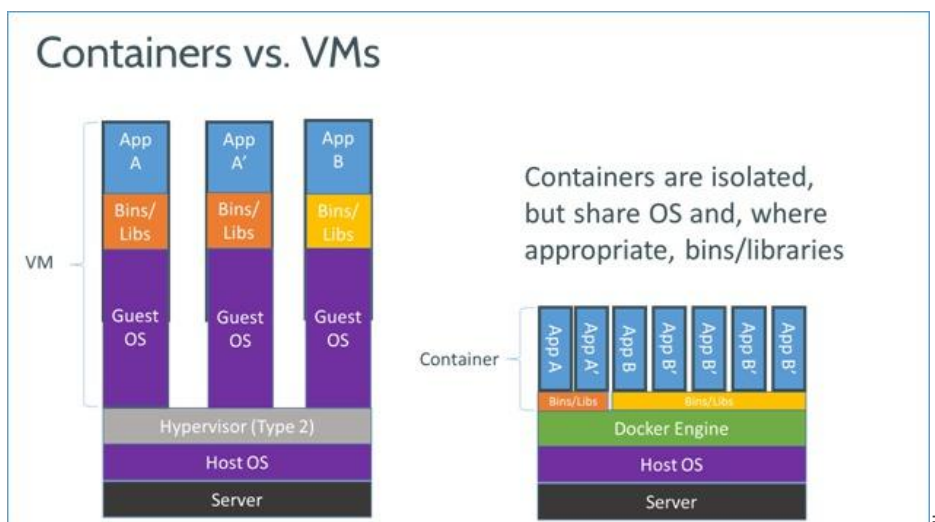 Containers vs. VMs
App
A
App
A'
App
B
Bins/
Libs
Bins/
Libs
Bins/
Libs
VM
Guest
OS
Guest
OS
Guest
OS
Hypervisor (Type 2)
Host OS
Server
Containers are isolated,
but share OS and, where
appropriate, bins/libraries
Container
App A
App A'
App B
App B'
App B'
App B'
App B'
Bins/Libs
Bins/Libs
Docker Engine
Host OS
Server